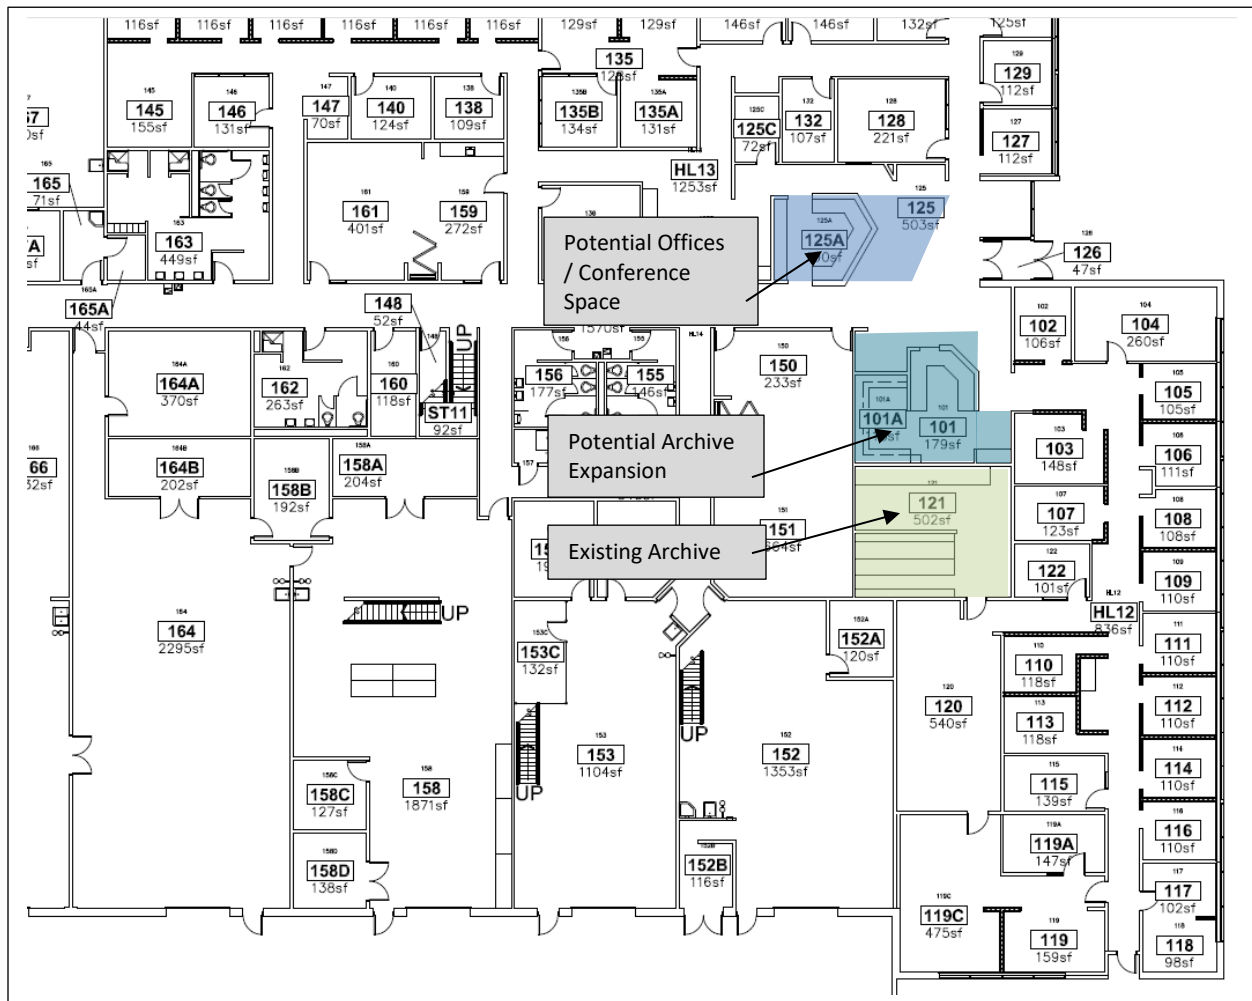 116sf 116sf 116sf 116sf 116sf 116sf 129sf 129sf 146sf 146sf 132sf 125sf
135
129
112sf
145
155sf
146
131sf
147
70sf
140
124sf
138
109sf
135B
134sf
135A
131sf
125C
72sf
132
107sf
128
221sf
127
112sf
HL13
1253sf
165
71sf
163
449sf
161
401sf
159
272sf
125
503sf
125A
Potential Offices
/ Conference
Space
126
47sf
165A
44sf
148
52sf
UP
102
106sf
104
260sf
164A
370sf
162
263sf
160
118sf
ST11
92sf
1570sf
HL14
156
177sf
155
146sf
150
233sf
105
105sf
101A
101
179sf
Potential Archive
Expansion
103
148sf
106
111sf
66
164B
202sf
158B
192sf
158A
204sf
157
121
502sf
107
123sf
108
108sf
Existing Archive
151
122
101sf
109
110sf
HL12
836sf
164
2295sf
UP
153C
132sf
152A
120sf
110
118sf
111
110sf
120
540sf
113
118sf
112
110sf
UP
153
1104sf
152
1353sf
158C
127sf
158
1871sf
UP
115
139sf
114
110sf
116
110sf
119A
147sf
158D
138sf
152B
116sf
117
102sf
119C
475sf
119
159sf
118
98sf